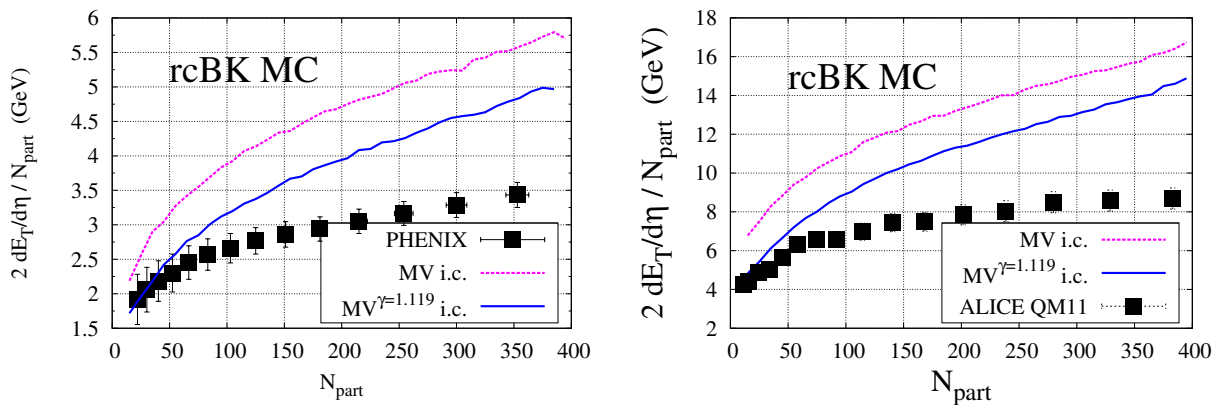 2 dE_T/dη / N_part (GeV)
6
5.5
5
4.5
4
3.5
3
2.5
2
1.5
rcBK MC
PHENIX
MV i.c.
MV^γ=1.119 i.c.
0 50 100 150 200 250 300 350 400
N_part
2 dE_T/dη / N_part (GeV)
18
16
14
12
10
8
6
4
2
rcBK MC
MV i.c.
MV^γ=1.119 i.c.
ALICE QM11
0 50 100 150 200 250 300 350 400
N_part